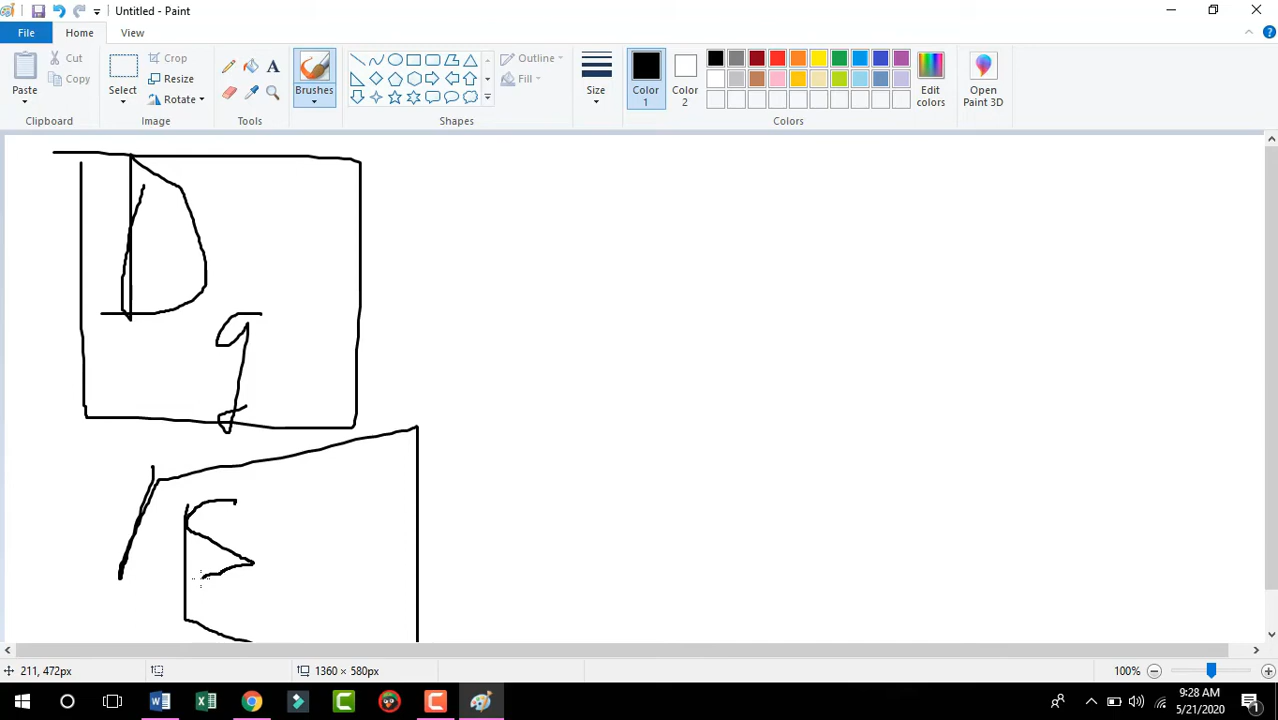 Untitled - Paint
File Home View
Paste Cut Copy Select Crop Resize Rotate A Brushes Outline Fill Size Color 1 Color 2 Edit colors Open Paint 3D
Clipboard Image Tools Shapes Colors
D
q
E
211, 472px 1360 × 580px 100%
9:28 AM
5/21/2020